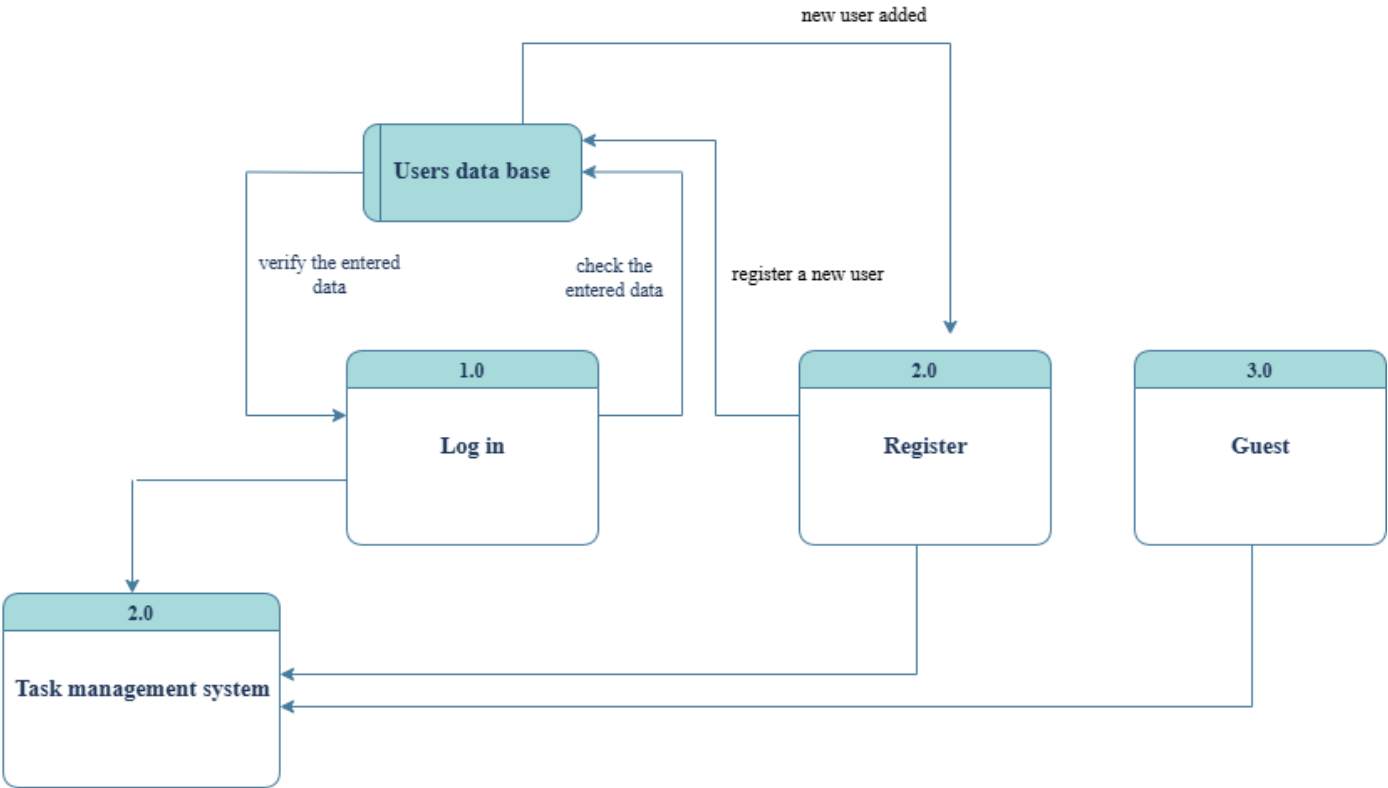 new user added
Users data base
verify the entered
data
check the
entered data
register a new user
1.0
Log in
2.0
Register
3.0
Guest
2.0
Task management system